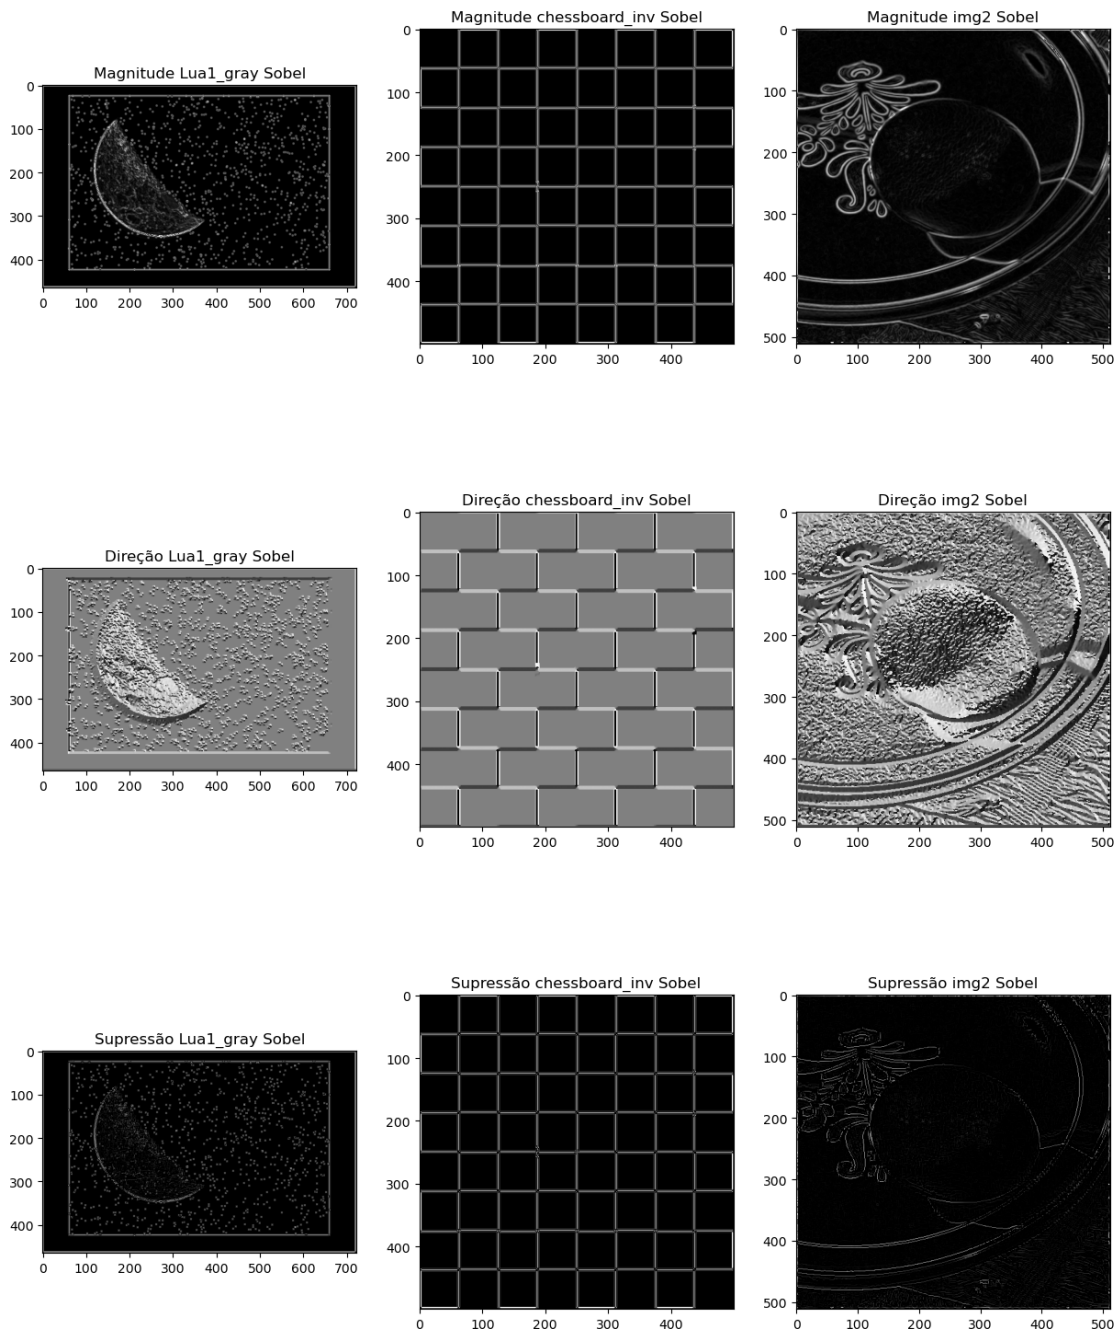 Magnitude Lua1_gray Sobel
0
100
200
300
400
0 100 200 300 400 500 600 700
Magnitude chessboard_inv Sobel
0
100
200
300
400
0 100 200 300 400
Magnitude img2 Sobel
0
100
200
300
400
500
0 100 200 300 400 500
Direção Lua1_gray Sobel
0
100
200
300
400
0 100 200 300 400 500 600 700
Direção chessboard_inv Sobel
0
100
200
300
400
0 100 200 300 400
Direção img2 Sobel
0
100
200
300
400
500
0 100 200 300 400 500
Supressão Lua1_gray Sobel
0
100
200
300
400
0 100 200 300 400 500 600 700
Supressão chessboard_inv Sobel
0
100
200
300
400
0 100 200 300 400
Supressão img2 Sobel
0
100
200
300
400
500
0 100 200 300 400 500